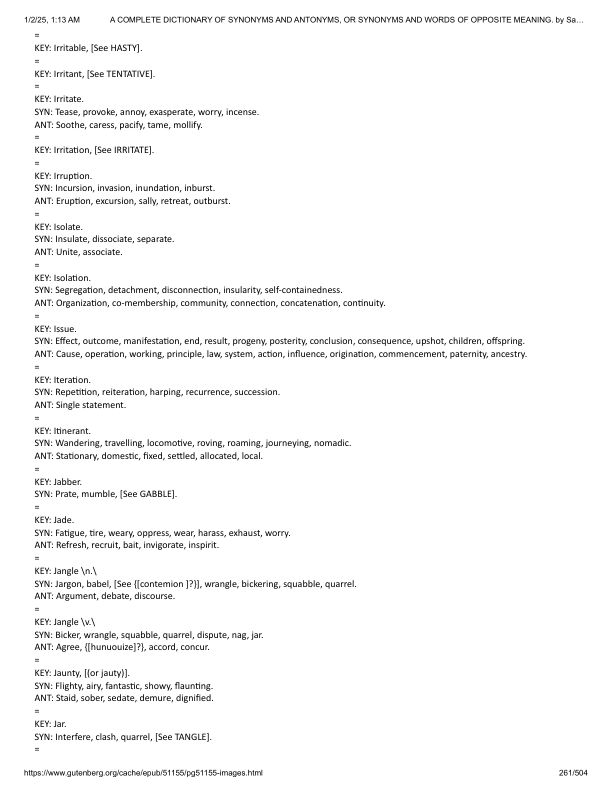 1/2/25, 1:13 AM A COMPLETE DICTIONARY OF SYNONYMS AND ANTONYMS, OR SYNONYMS AND WORDS OF OPPOSITE MEANING. by Sa…
=
KEY: Irritable, [See HASTY].
=
KEY: Irritant, [See TENTATIVE].
=
KEY: Irritate.
SYN: Tease, provoke, annoy, exasperate, worry, incense.
ANT: Soothe, caress, pacify, tame, mollify.
=
KEY: Irritation, [See IRRITATE].
=
KEY: Irruption.
SYN: Incursion, invasion, inundation, inburst.
ANT: Eruption, excursion, sally, retreat, outburst.
=
KEY: Isolate.
SYN: Insulate, dissociate, separate.
ANT: Unite, associate.
=
KEY: Isolation.
SYN: Segregation, detachment, disconnection, insularity, self-containedness.
ANT: Organization, co-membership, community, connection, concatenation, continuity.
=
KEY: Issue.
SYN: Effect, outcome, manifestation, end, result, progeny, posterity, conclusion, consequence, upshot, children, offspring.
ANT: Cause, operation, working, principle, law, system, action, influence, origination, commencement, paternity, ancestry.
=
KEY: Iteration.
SYN: Repetition, reiteration, harping, recurrence, succession.
ANT: Single statement.
=
KEY: Itinerant.
SYN: Wandering, travelling, locomotive, roving, roaming, journeying, nomadic.
ANT: Stationary, domestic, fixed, settled, allocated, local.
=
KEY: Jabber.
SYN: Prate, mumble, [See GABBLE].
=
KEY: Jade.
SYN: Fatigue, tire, weary, oppress, wear, harass, exhaust, worry.
ANT: Refresh, recruit, bait, invigorate, inspirit.
=
KEY: Jangle \n.\
SYN: Jargon, babel, [See {[contemion ]?}], wrangle, bickering, squabble, quarrel.
ANT: Argument, debate, discourse.
=
KEY: Jangle \v.\
SYN: Bicker, wrangle, squabble, quarrel, dispute, nag, jar.
ANT: Agree, {[hunuouize]?}, accord, concur.
=
KEY: Jaunty, [(or jauty)].
SYN: Flighty, airy, fantastic, showy, flaunting.
ANT: Staid, sober, sedate, demure, dignified.
=
KEY: Jar.
SYN: Interfere, clash, quarrel, [See TANGLE].
=
https://www.gutenberg.org/cache/epub/51155/pg51155-images.html 261/504